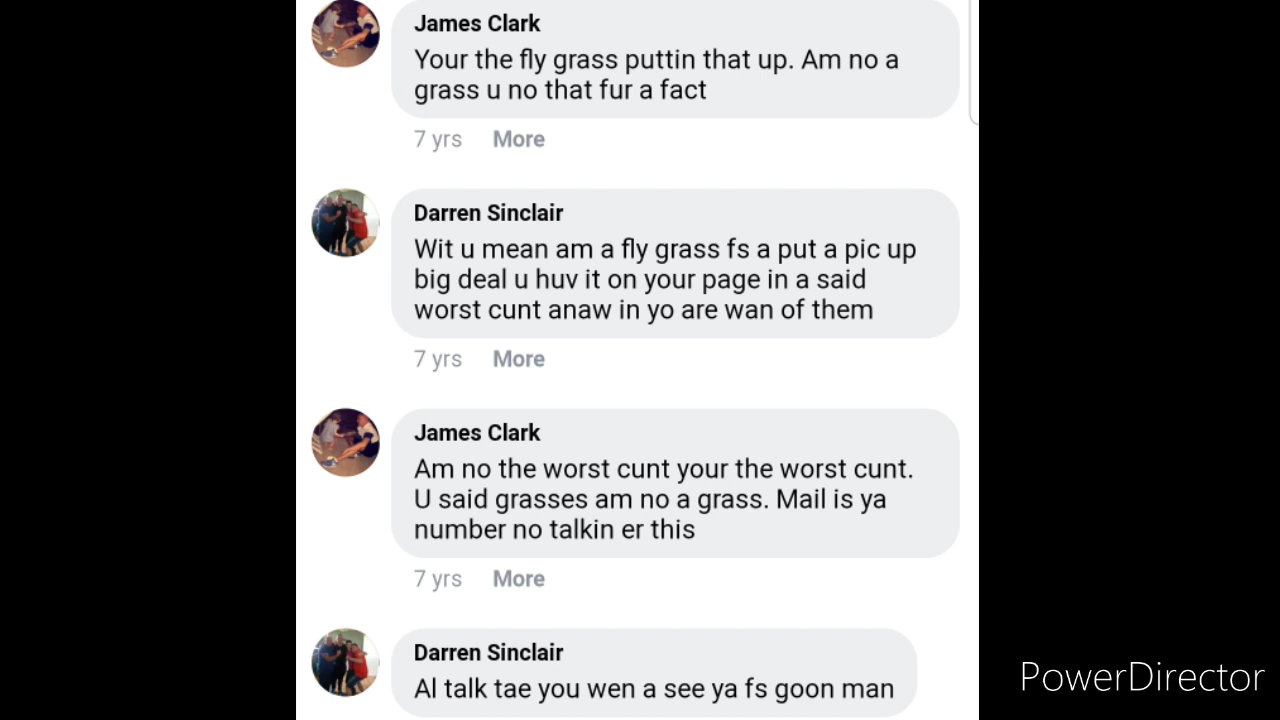 James Clark
Your the fly grass puttin that up. Am no a
grass u no that fur a fact
7 yrs More
Darren Sinclair
Wit u mean am a fly grass fs a put a pic up
big deal u huv it on your page in a said
worst cunt anaw in yo are wan of them
7 yrs More
James Clark
Am no the worst cunt your the worst cunt.
U said grasses am no a grass. Mail is ya
number no talkin er this
7 yrs More
Darren Sinclair
Al talk tae you wen a see ya fs goon man
PowerDirector